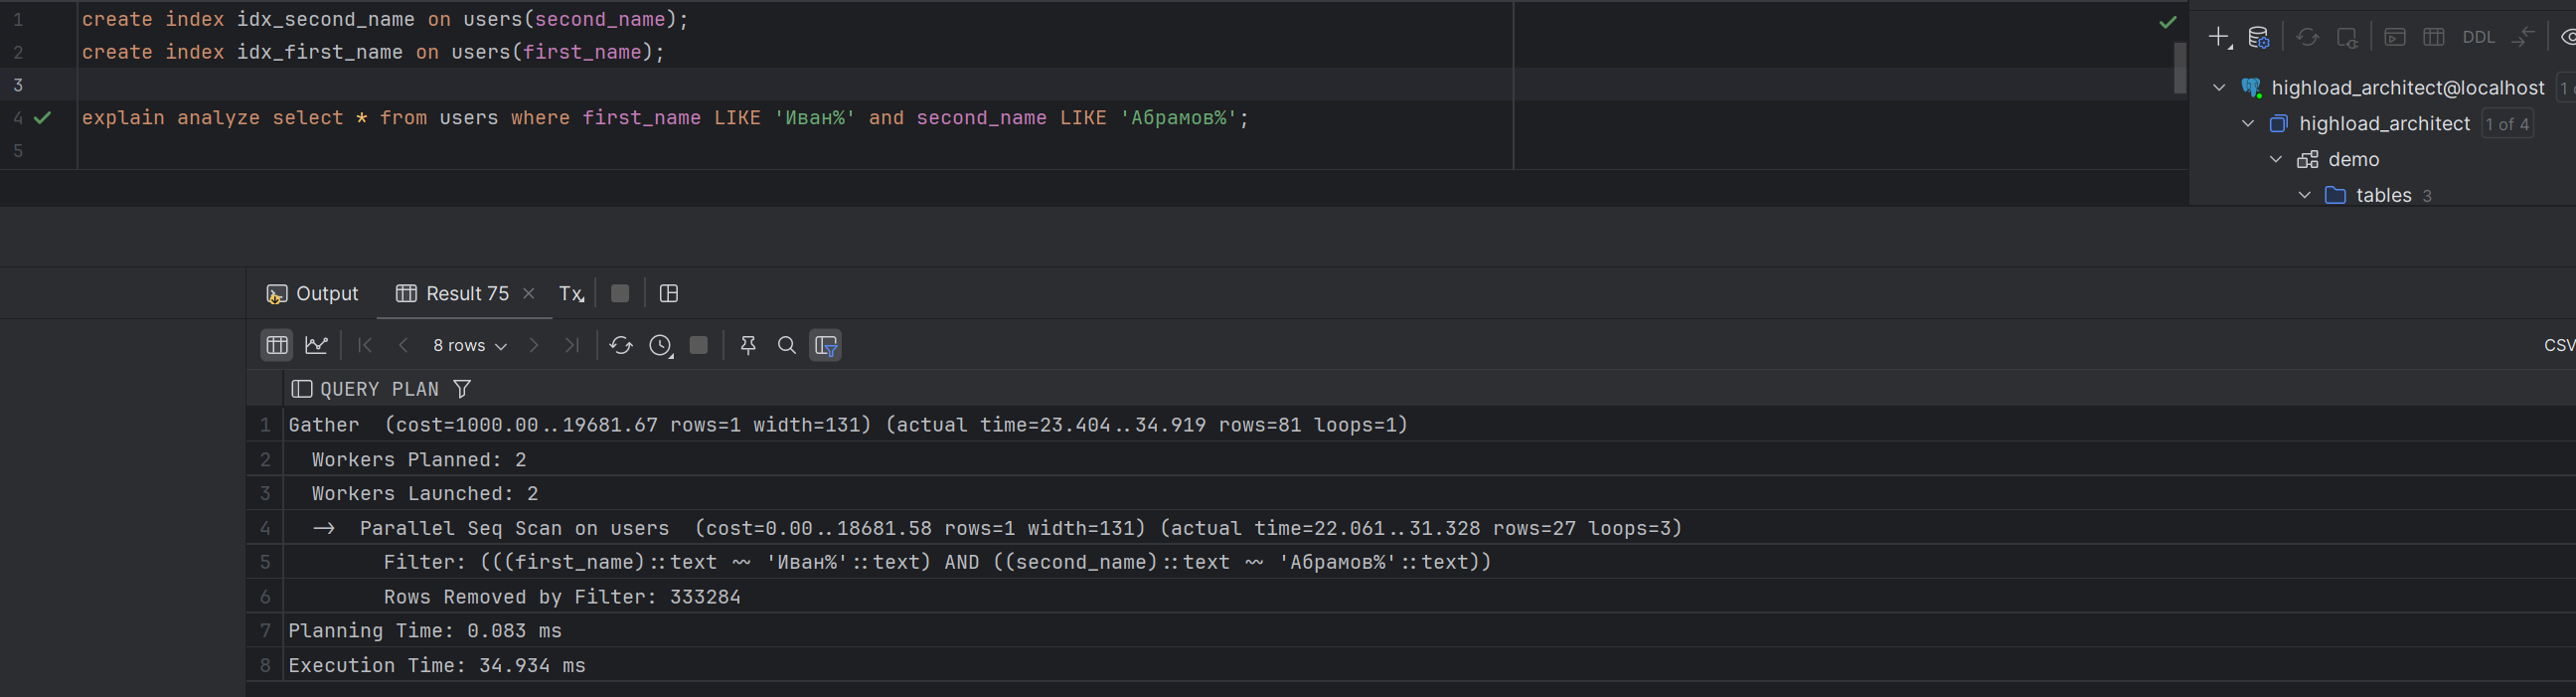 1 create index idx_second_name on users(second_name);
2 create index idx_first_name on users(first_name);
3
4 explain analyze select * from users where first_name LIKE 'Иван%' and second_name LIKE 'Абрамов%';
5
DDL
highload_architect@localhost
highload_architect 1 of 4
demo
tables 3
Output Result 75 Tx
8 rows
CSV
QUERY PLAN
1 Gather  (cost=1000.00..19681.67 rows=1 width=131) (actual time=23.404..34.919 rows=81 loops=1)
2   Workers Planned: 2
3   Workers Launched: 2
4   ->  Parallel Seq Scan on users  (cost=0.00..18681.58 rows=1 width=131) (actual time=22.061..31.328 rows=27 loops=3)
5         Filter: (((first_name)::text ~~ 'Иван%'::text) AND ((second_name)::text ~~ 'Абрамов%'::text))
6         Rows Removed by Filter: 333284
7 Planning Time: 0.083 ms
8 Execution Time: 34.934 ms